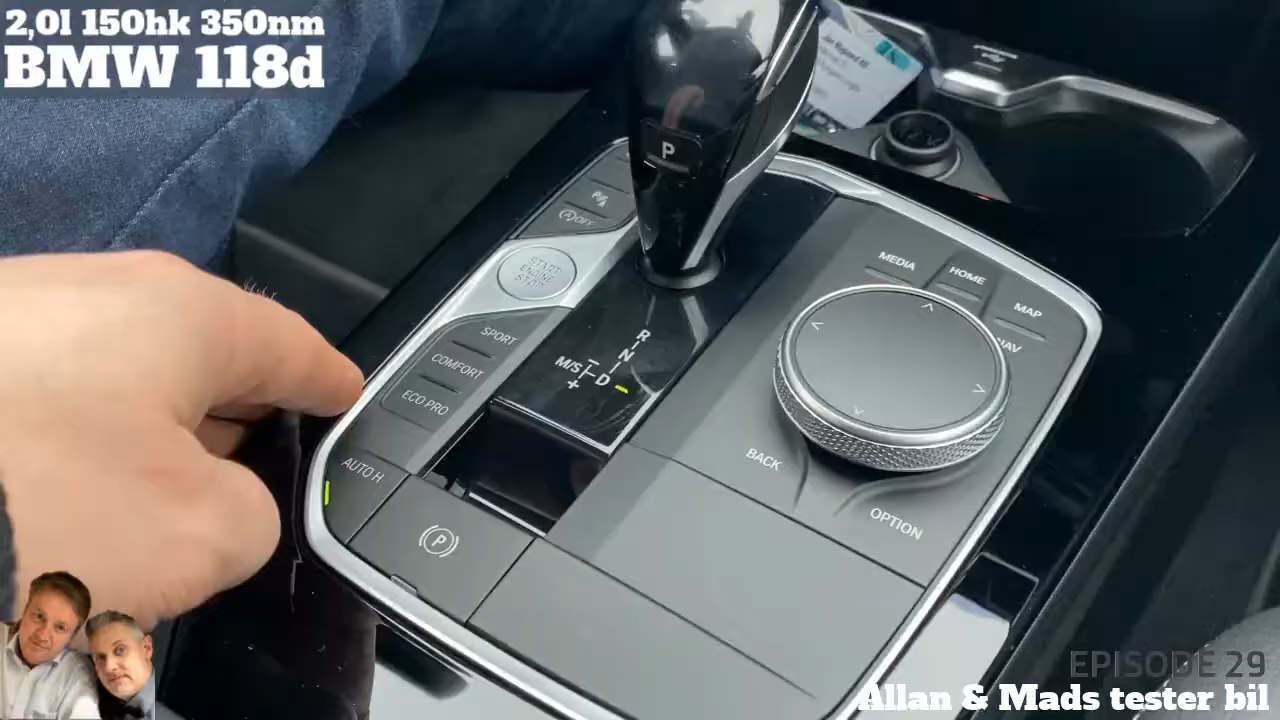 2,0l 150hk 350nm
BMW 118d
P
OFF
START
ENGINE
STOP
MEDIA
HOME
MAP
NAV
SPORT
COMFORT
ECO PRO
R
N
M/S
D
+
AUTO H
P
BACK
OPTION
EPISODE 29
Allan & Mads tester bil